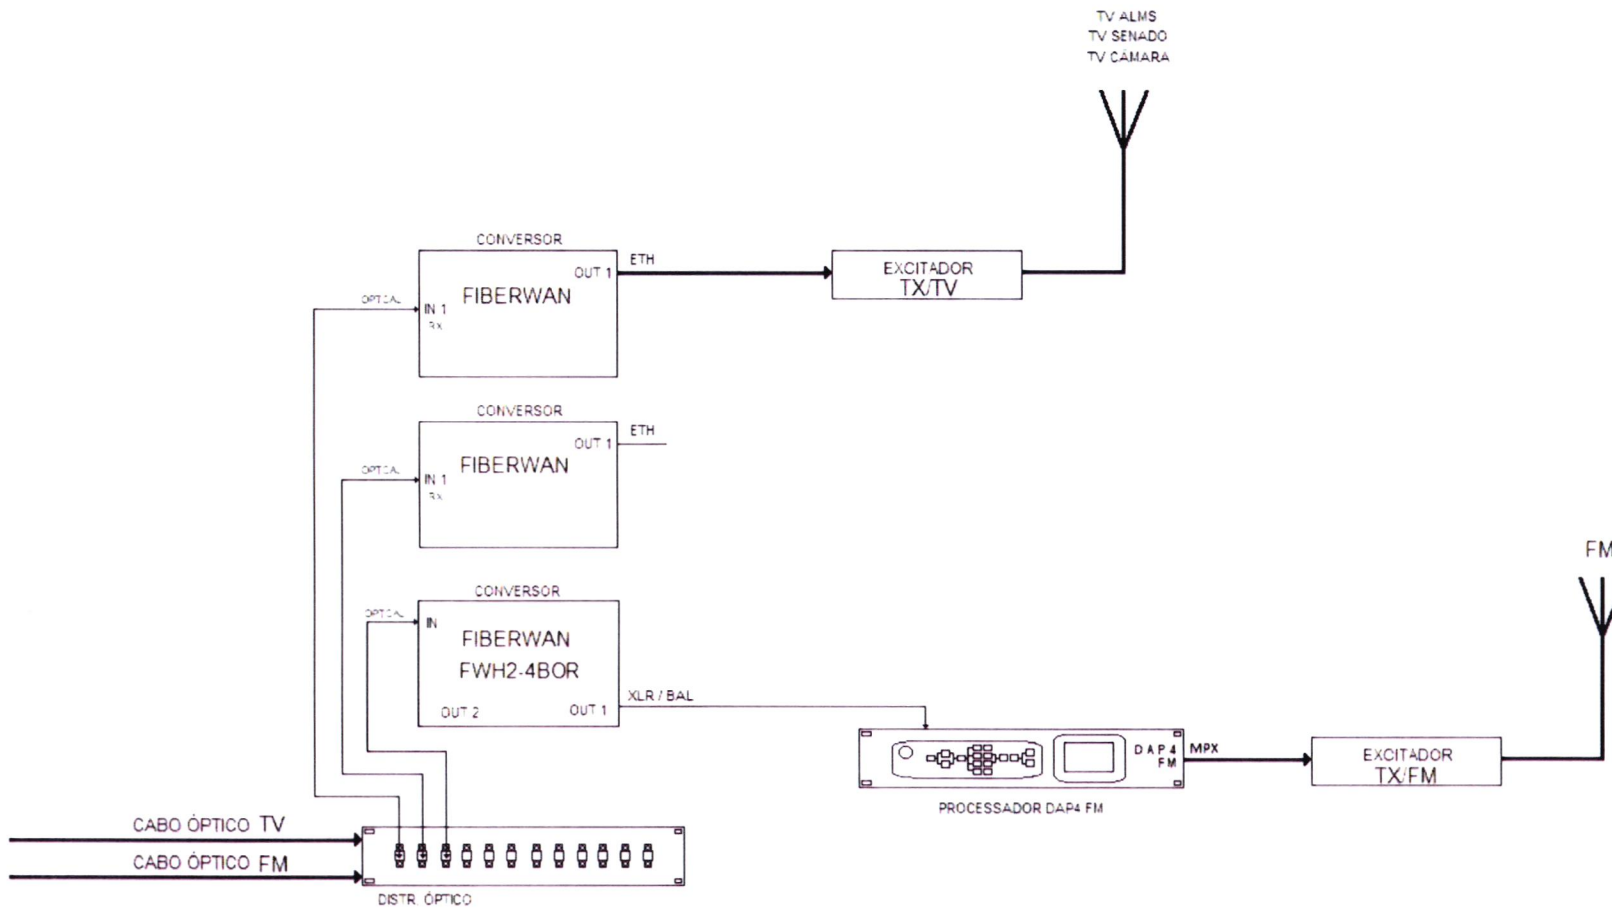 TV ALMS
TV SENADO
TV CÂMARA
CONVERSOR
OPTICAL
IN 1
RX
FIBERWAN
OUT 1
ETH
EXCITADOR
TX/TV
CONVERSOR
OPTICAL
IN 1
RX
FIBERWAN
OUT 1
ETH
FM
CONVERSOR
OPTICAL
IN
FIBERWAN
FWH2-4BOR
OUT 2
OUT 1
XLR / BAL
DAP4
FM
MPX
EXCITADOR
TX/FM
PROCESSADOR DAP4 FM
CABO ÓPTICO TV
CABO ÓPTICO FM
DISTR. ÓPTICO